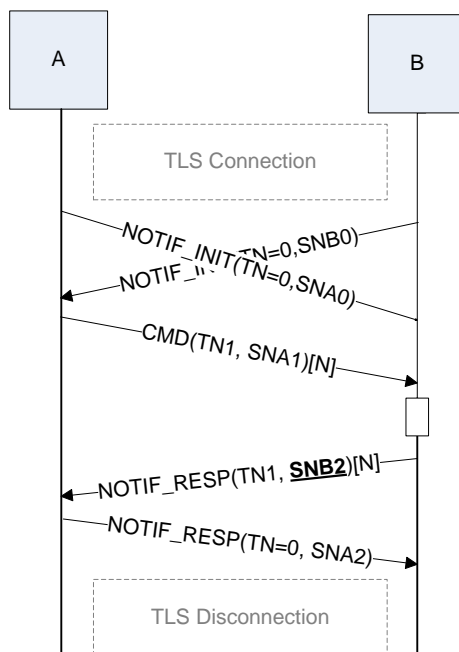 A
B
TLS Connection
NOTIF_INIT(TN=0,SNA0)
TN=0,SNB0)
CMD(TN1, SNA1)[N]
NOTIF_RESP(TN1, SNB2)[N]
NOTIF_RESP(TN=0, SNA2)
TLS Disconnection